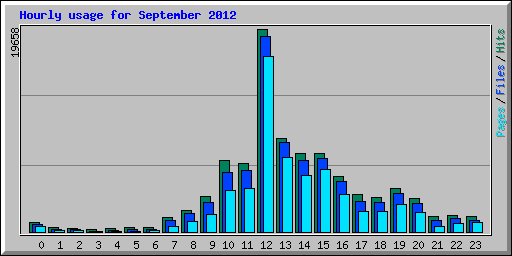 Hourly usage for September 2012
19658
Pages/Files/Hits
0 1 2 3 4 5 6 7 8 9 10 11 12 13 14 15 16 17 18 19 20 21 22 23